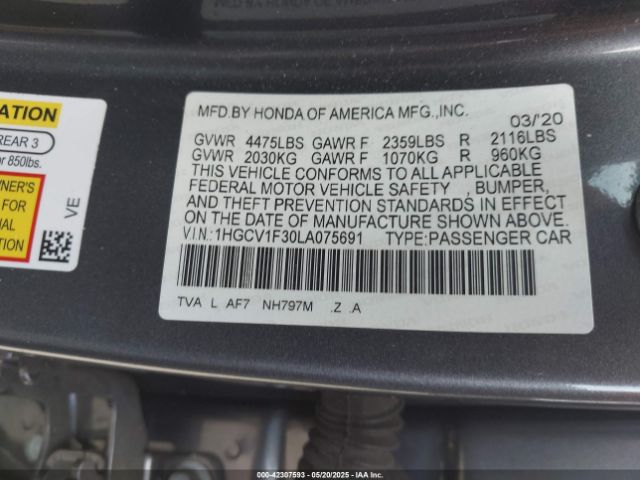 ATION
REAR 3
or 850lbs.
NER'S
FOR
NAL
ION
VE
MFD.BY HONDA OF AMERICA MFG.,INC. 03/'20
GVWR 4475LBS GAWR F 2359LBS R 2116LBS
GVWR 2030KG GAWR F 1070KG R 960KG
THIS VEHICLE CONFORMS TO ALL APPLICABLE
FEDERAL MOTOR VEHICLE SAFETY , BUMPER,
AND THEFT PREVENTION STANDARDS IN EFFECT
ON THE DATE OF MANUFACTURE SHOWN ABOVE.
V.I.N.:1HGCV1F30LA075691 TYPE:PASSENGER CAR
TVA L AF7 NH797M .Z .A
000-42307593 - 05/20/2025 - IAA Inc.